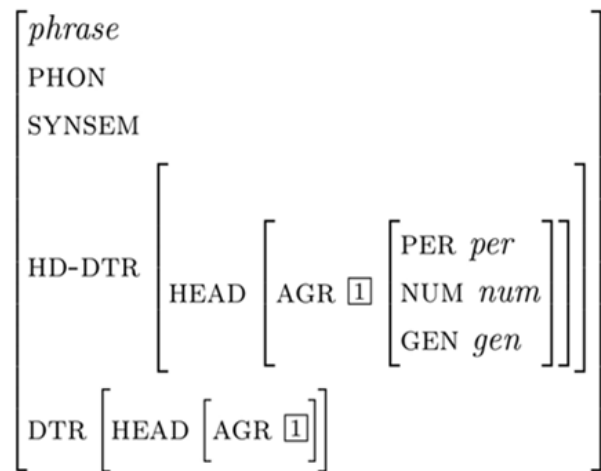 phrase
PHON
SYNSEM
HD-DTR HEAD AGR 1 PER per
NUM num
GEN gen
DTR HEAD AGR 1